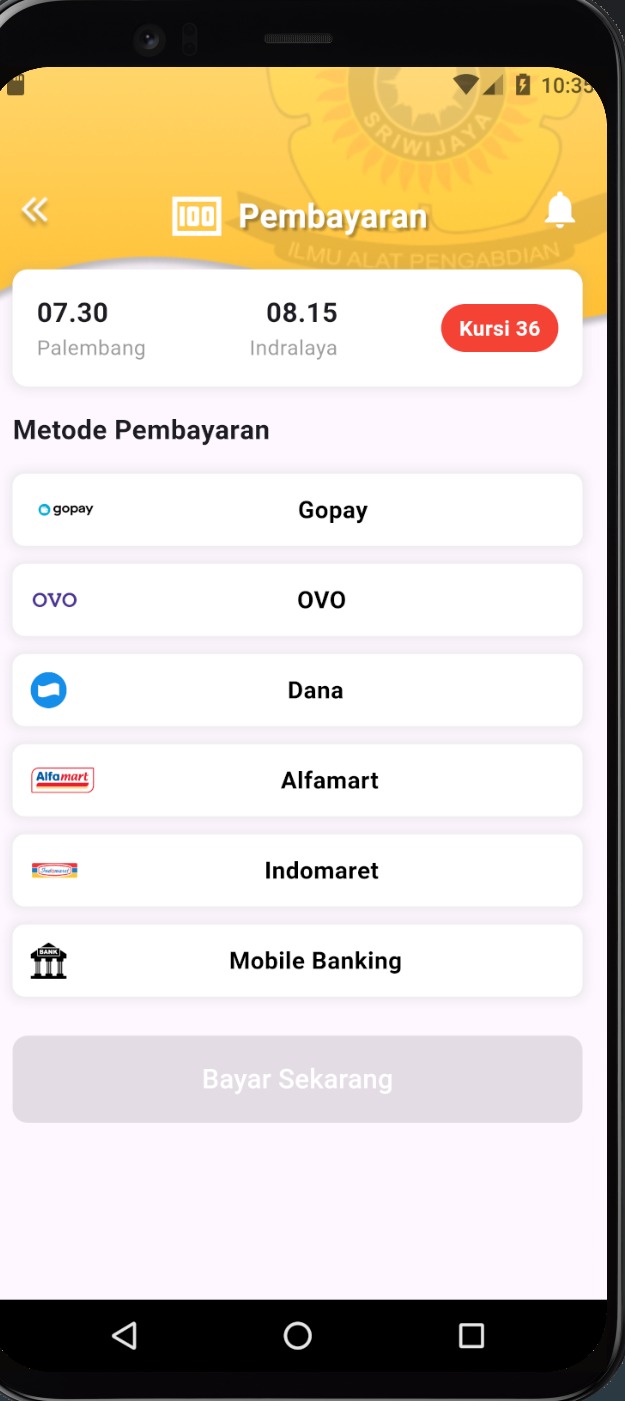 10:35
SRIWIJAYA
100 Pembayaran
ILMU ALAT PENGABDIAN
07.30 08.15 Kursi 36
Palembang Indralaya
Metode Pembayaran
gopay Gopay
OVO OVO
Dana
Alfamart Alfamart
Indomaret Indomaret
BANK Mobile Banking
Bayar Sekarang